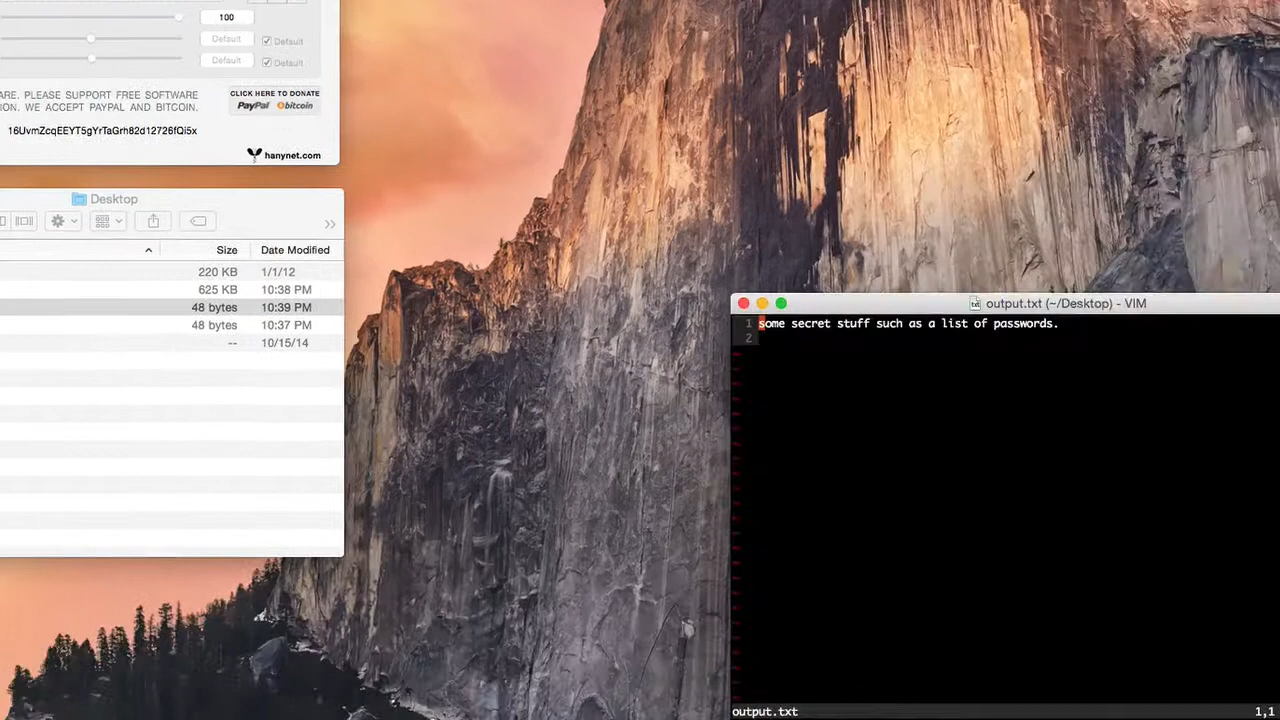 100
Default
Default
Default
Default
ARE. PLEASE SUPPORT FREE SOFTWARE
ION. WE ACCEPT PAYPAL AND BITCOIN.
CLICK HERE TO DONATE
PayPal bitcoin
16UvmZcqEEYT5gYrTaGrh82d12726fQi5x
hanynet.com
Desktop
Size Date Modified
220 KB 1/1/12
625 KB 10:38 PM
48 bytes 10:39 PM
48 bytes 10:37 PM
-- 10/15/14
output.txt (~/Desktop) - VIM
1 some secret stuff such as a list of passwords.
2
output.txt 1,1